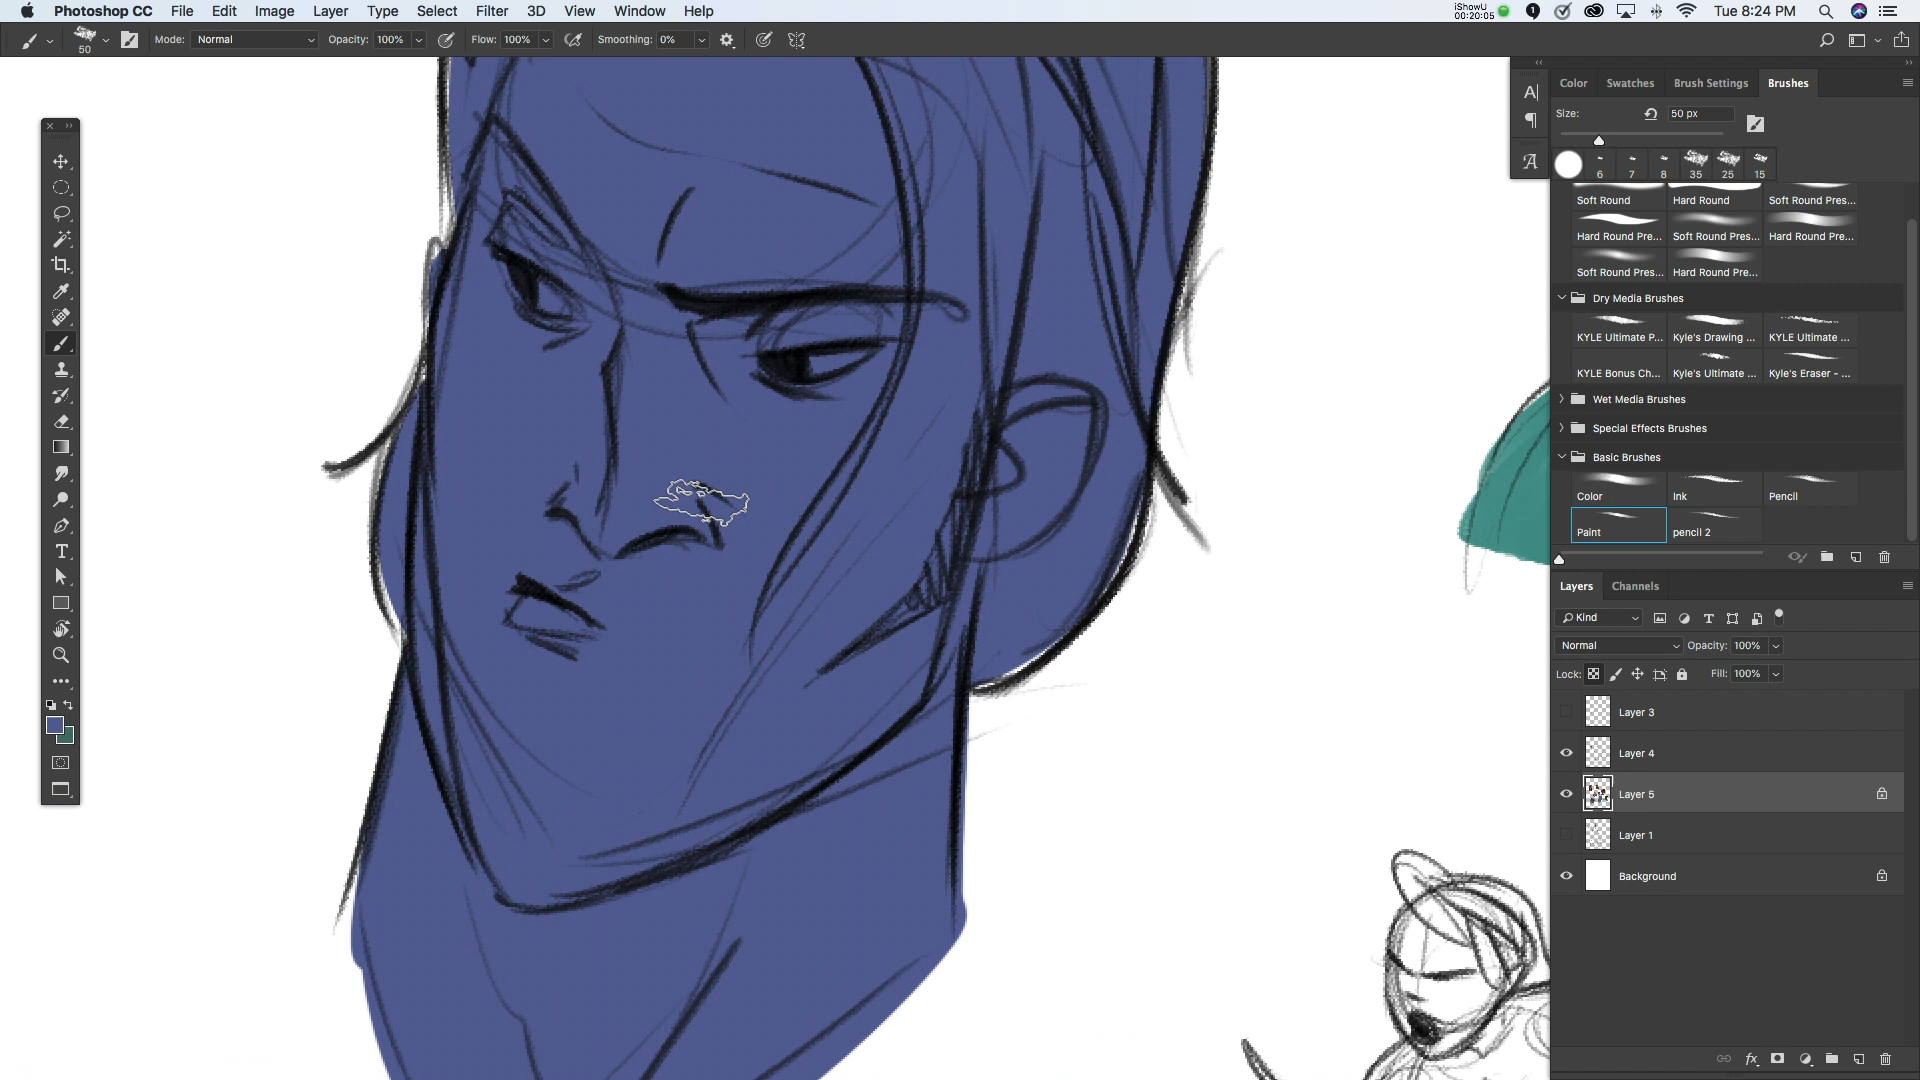 Photoshop CC File Edit Image Layer Type Select Filter 3D View Window Help
iShowU
00:20:05
Tue 8:24 PM
50
Mode: Normal Opacity: 100% Flow: 100% Smoothing: 0%
Color Swatches Brush Settings Brushes
Size: 50 px
6 7 8 35 25 15
Soft Round Hard Round Soft Round Pres...
Hard Round Pre... Soft Round Pres... Hard Round Pre...
Soft Round Pres... Hard Round Pre...
Dry Media Brushes
KYLE Ultimate P... Kyle's Drawing ... KYLE Ultimate ...
KYLE Bonus Ch... Kyle's Ultimate ... Kyle's Eraser - ...
Wet Media Brushes
Special Effects Brushes
Basic Brushes
Color Ink Pencil
Paint pencil 2
Layers Channels
Kind
Normal Opacity: 100%
Lock: Fill: 100%
Layer 3
Layer 4
Layer 5
Layer 1
Background